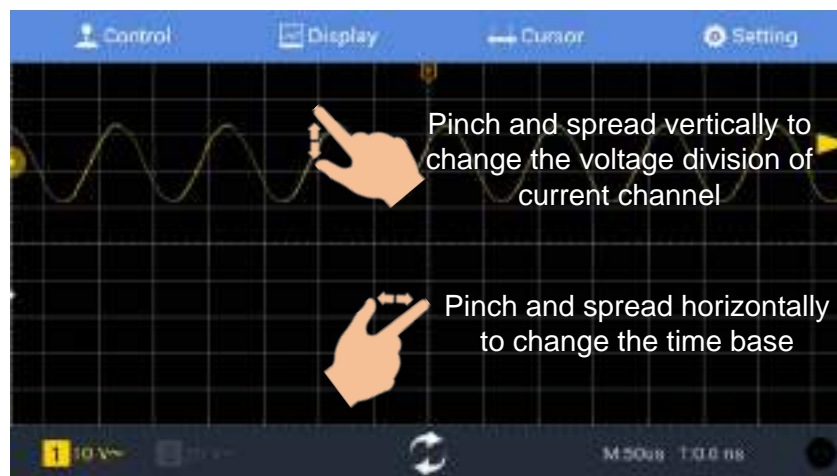 Control
Display
Cursor
Setting
Pinch and spread vertically to
change the voltage division of
current channel
Pinch and spread horizontally
to change the time base
1 10 V~
M:50us T:0.0 ns